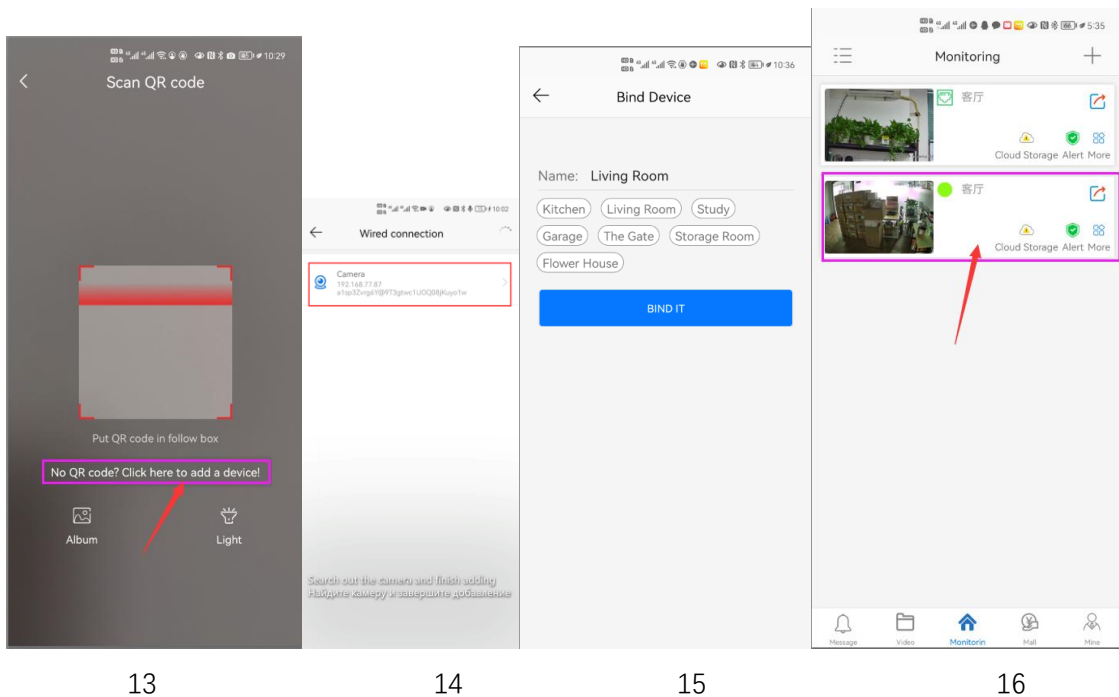 10:29
Scan QR code
Put QR code in follow box
No QR code? Click here to add a device!
Album
Light
13
10:02
Wired connection
Camera
192.168.77.87
Search out the camera and finish adding
Найдите камеру и завершите добавление
14
10:36
Bind Device
Name: Living Room
Kitchen Living Room Study
Garage The Gate Storage Room
Flower House
BIND IT
15
5:35
Monitoring
客厅
Cloud Storage Alert More
客厅
Cloud Storage Alert More
Message Video Monitorin Mall Mine
16